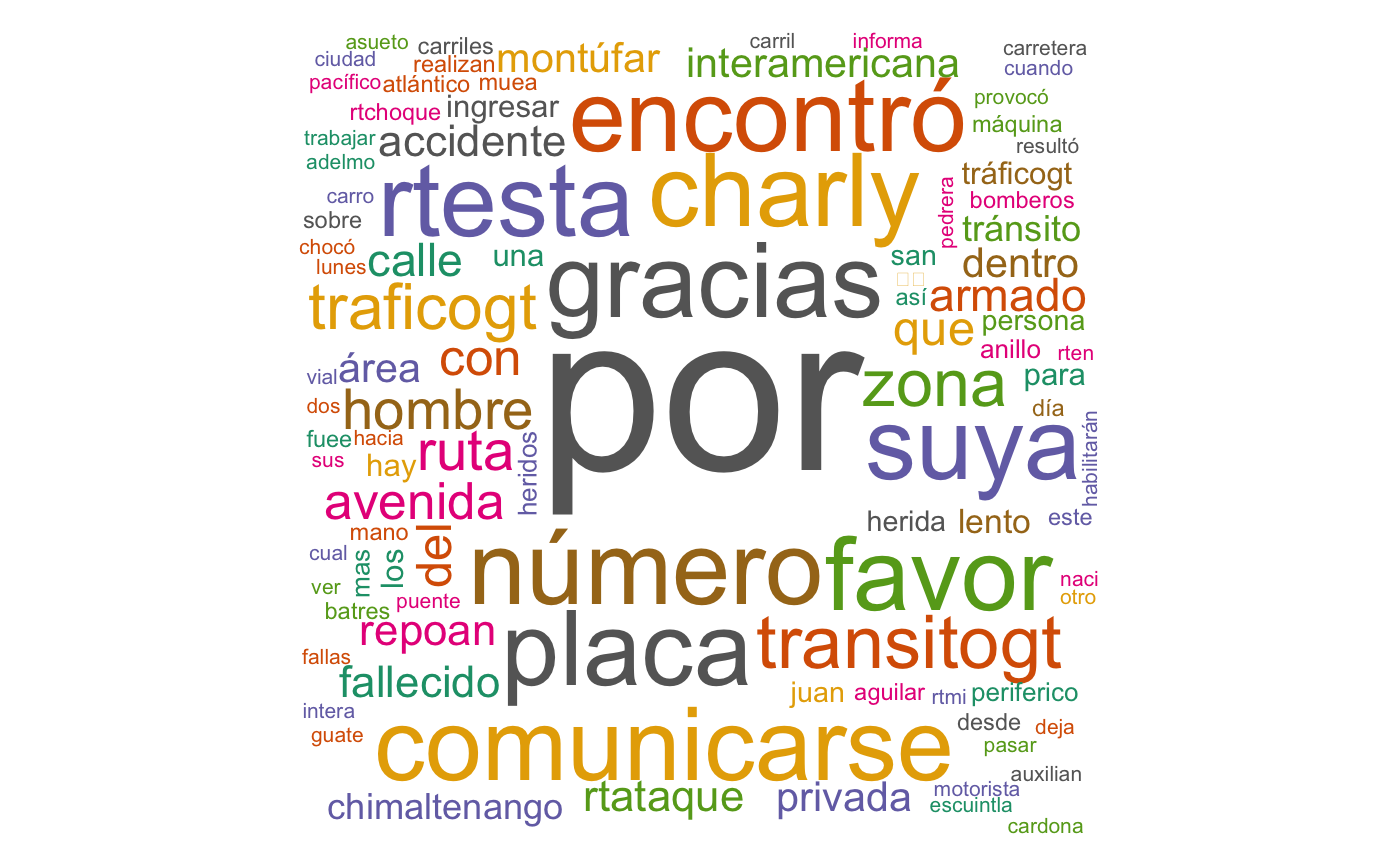 asueto carriles carril informa carretera
ciudad realizan montúfar interamericana cuando
pacífico atlántico muea encontró provocó
rtchoque ingresar máquina
trabajar accidente resultó
adelmo rtesta charly tráficogt
carro pedrera bomberos
sobre tránsito
chocó calle una gracias san dentro
lunes así armado
traficogt que persona
con anillo rten
vial área por zona para
dos hombre suya día
fuee hacia ruta heridos habilitarán
sus hay
avenida herida lento este
mano del número favor
cual mas los naci
ver otro
batres puente
repoan placa transitogt
fallas fallecido
intera juan aguilar rtmi periferico
guate comunicarse desde deja
pasar
auxilian
chimaltenango rtataque privada motorista
escuintla
cardona